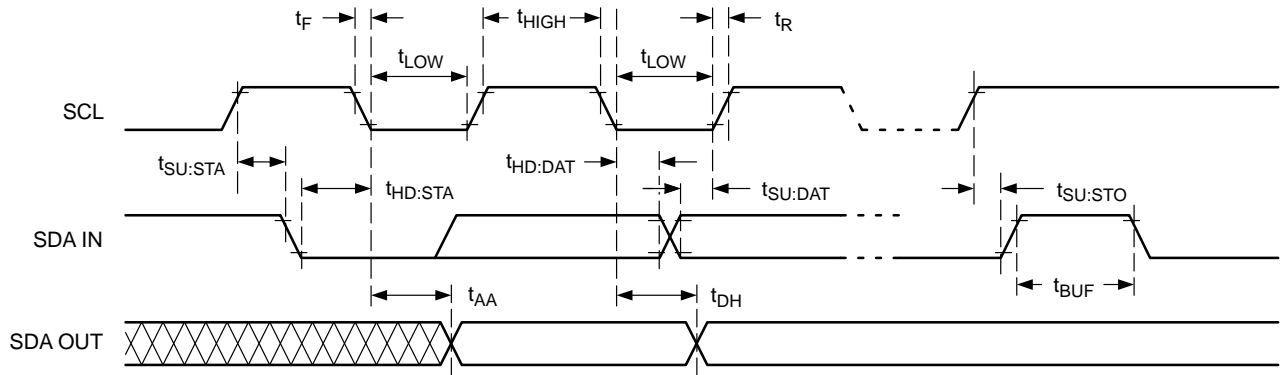 tF
tHIGH
tR
tLOW
tLOW
SCL
tSU:STA
tHD:DAT
tHD:STA
tSU:DAT
tSU:STO
SDA IN
tBUF
tAA
tDH
SDA OUT